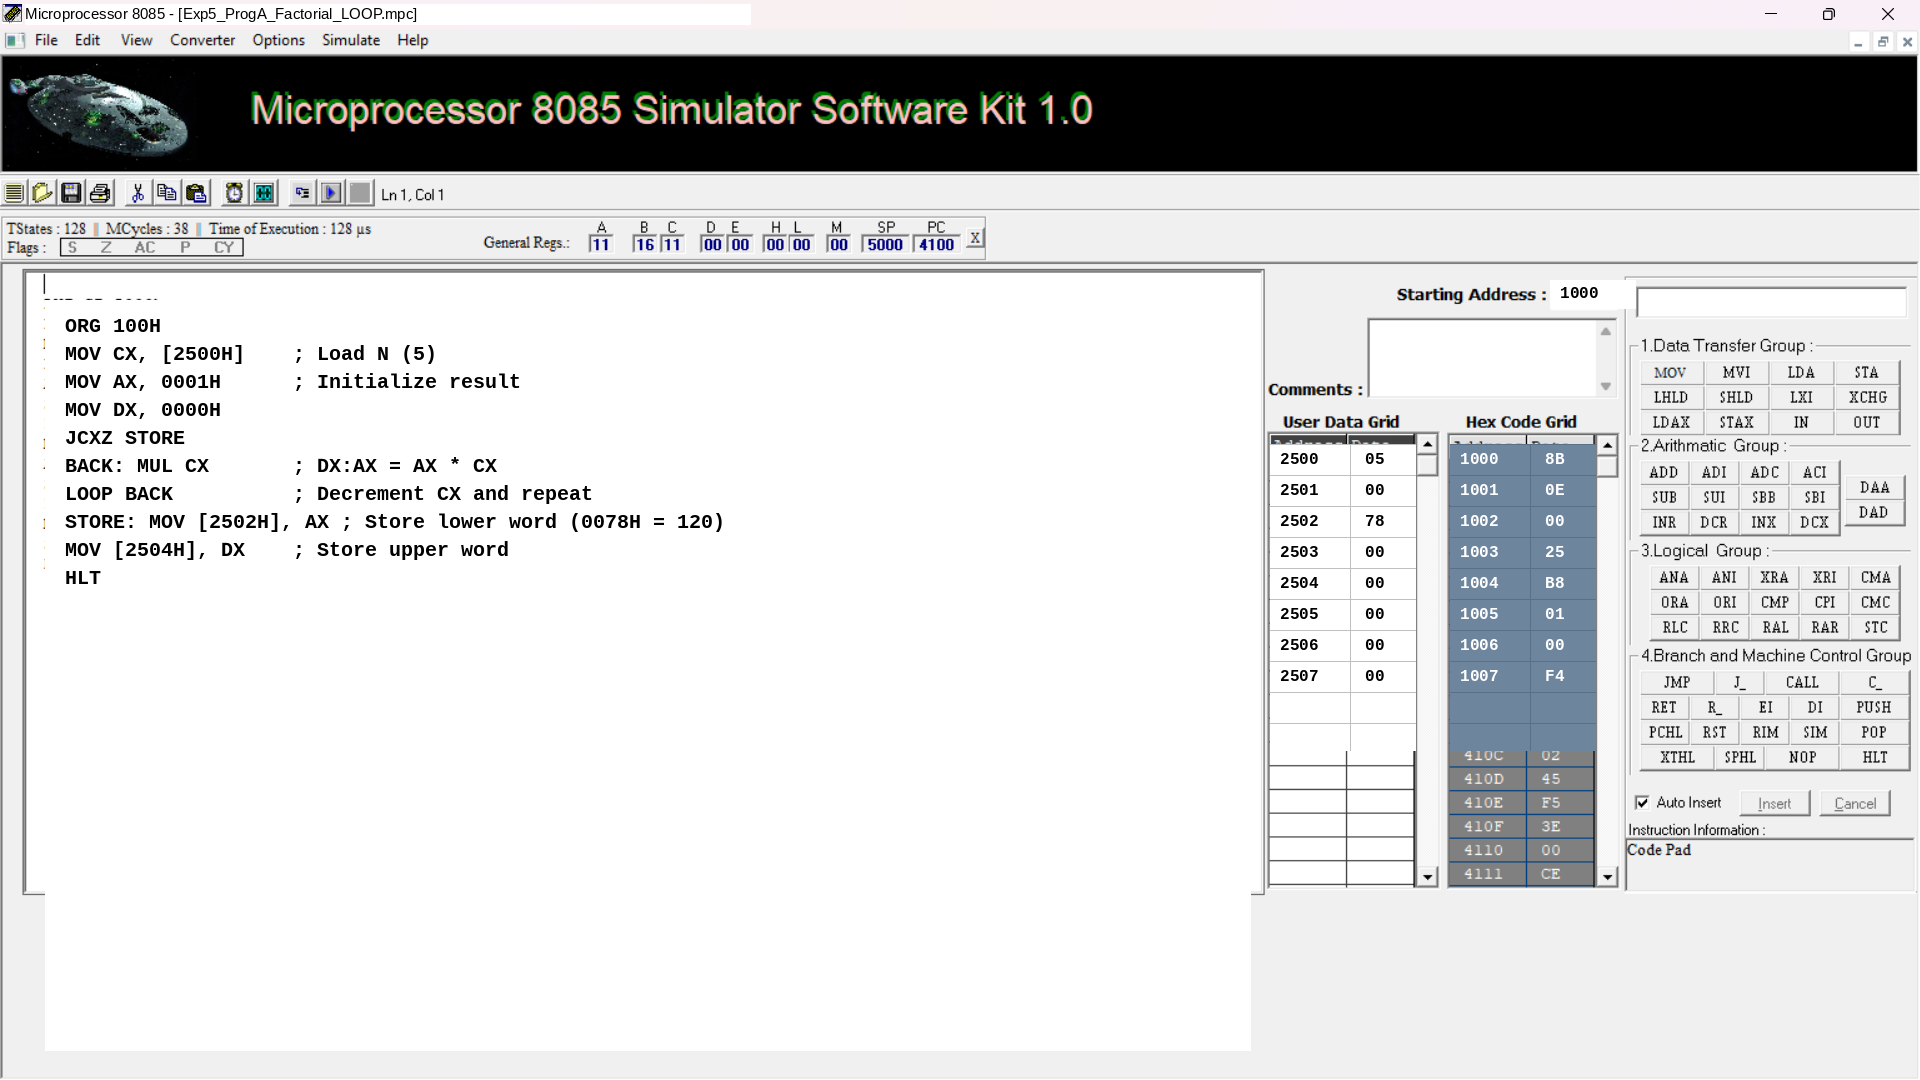 Microprocessor 8085 - [Exp5_ProgA_Factorial_LOOP.mpc]
File Edit View Converter Options Simulate Help
Microprocessor 8085 Simulator Software Kit 1.0
Ln 1, Col 1
TStates : 128 || MCycles : 38 || Time of Execution : 128 µs
Flags : S Z AC P CY
General Regs.:
A B C D E H L M SP PC
11 16 11 00 00 00 00 00 5000 4100 X
ORG 100H
MOV CX, [2500H] ; Load N (5)
MOV AX, 0001H ; Initialize result
MOV DX, 0000H
JCXZ STORE
BACK: MUL CX ; DX:AX = AX * CX
LOOP BACK ; Decrement CX and repeat
STORE: MOV [2502H], AX ; Store lower word (0078H = 120)
MOV [2504H], DX ; Store upper word
HLT
Starting Address : 1000
Comments :
User Data Grid
2500 05
2501 00
2502 78
2503 00
2504 00
2505 00
2506 00
2507 00
Hex Code Grid
1000 8B
1001 0E
1002 00
1003 25
1004 B8
1005 01
1006 00
1007 F4
410C 02
410D 45
410E F5
410F 3E
4110 00
4111 CE
1.Data Transfer Group :
MOV MVI LDA STA
LHLD SHLD LXI XCHG
LDAX STAX IN OUT
2.Arithmatic Group :
ADD ADI ADC ACI
SUB SUI SBB SBI
INR DCR INX DCX
DAA
DAD
3.Logical Group :
ANA ANI XRA XRI CMA
ORA ORI CMP CPI CMC
RLC RRC RAL RAR STC
4.Branch and Machine Control Group
JMP J_ CALL C_
RET R_ EI DI PUSH
PCHL RST RIM SIM POP
XTHL SPHL NOP HLT
Auto Insert Insert Cancel
Instruction Information :
Code Pad